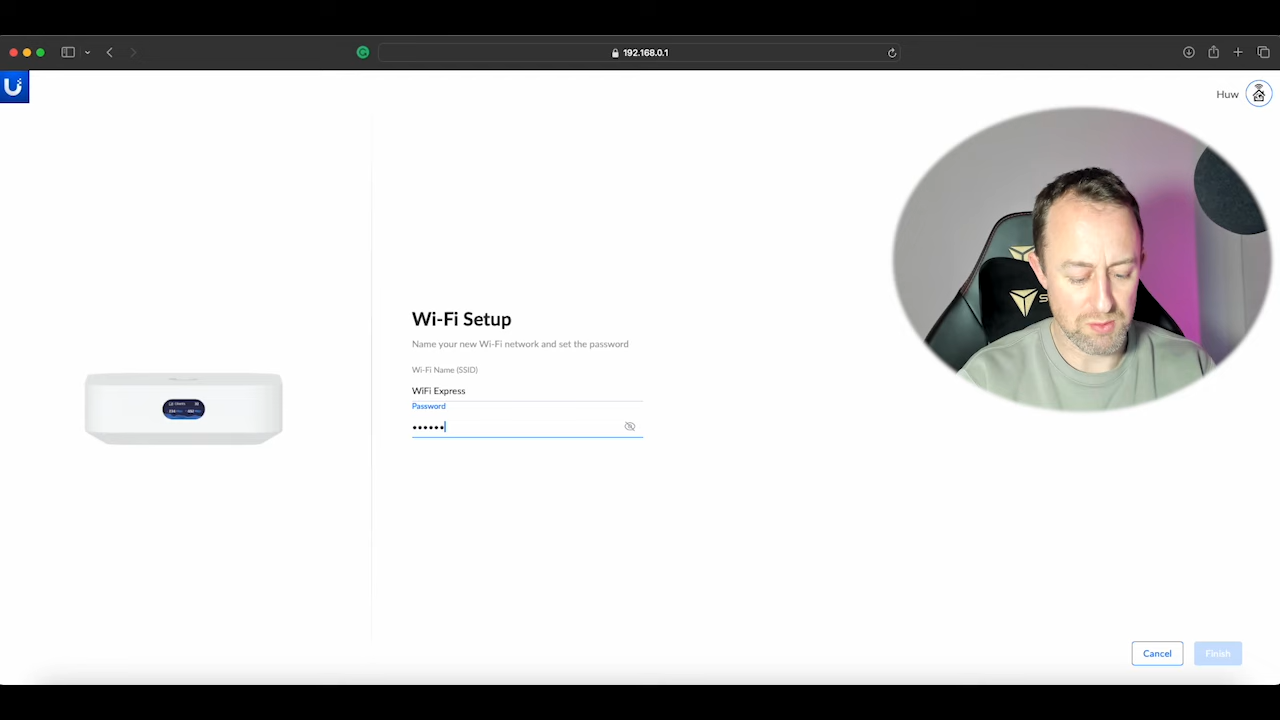 192.168.0.1
Huw
Wi-Fi Setup
Name your new Wi-Fi network and set the password
Wi-Fi Name (SSID)
WiFi Express
Password
••••••
Cancel
Finish